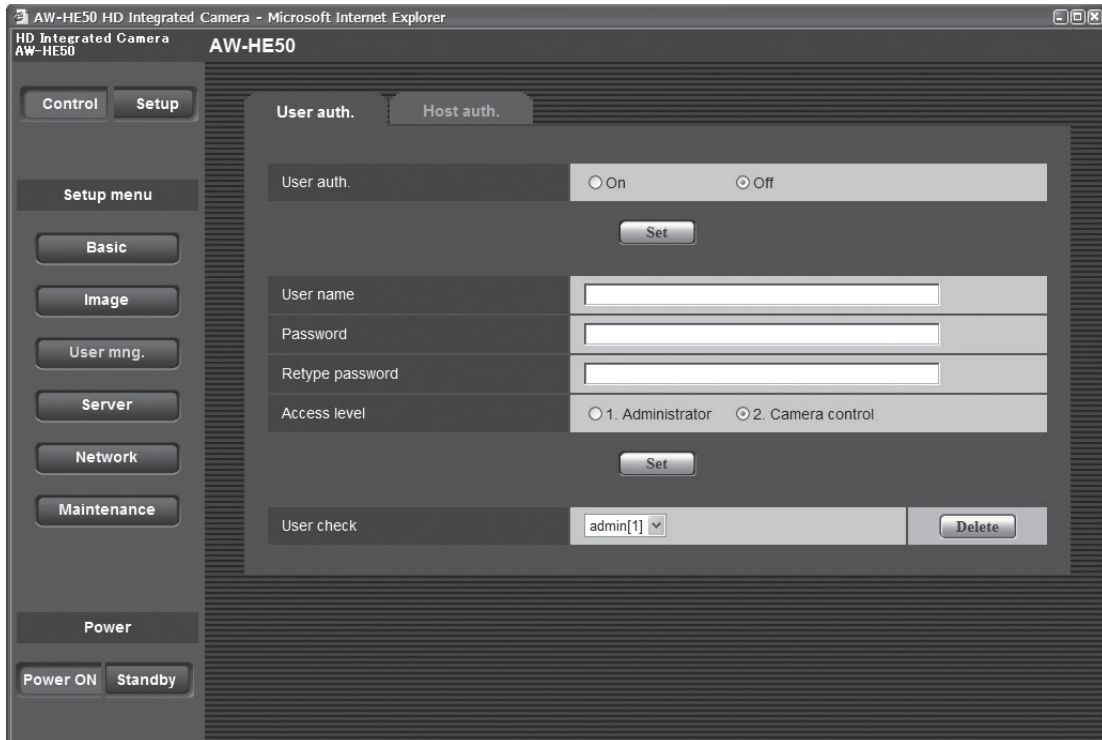 AW-HE50 HD Integrated Camera - Microsoft Internet Explorer
HD Integrated Camera
AW-HE50
AW-HE50
Control
Setup
Setup menu
Basic
Image
User mng.
Server
Network
Maintenance
Power
Power ON
Standby
User auth.
Host auth.
User auth.
On
Off
Set
User name
Password
Retype password
Access level
1. Administrator
2. Camera control
Set
User check
admin[1]
Delete